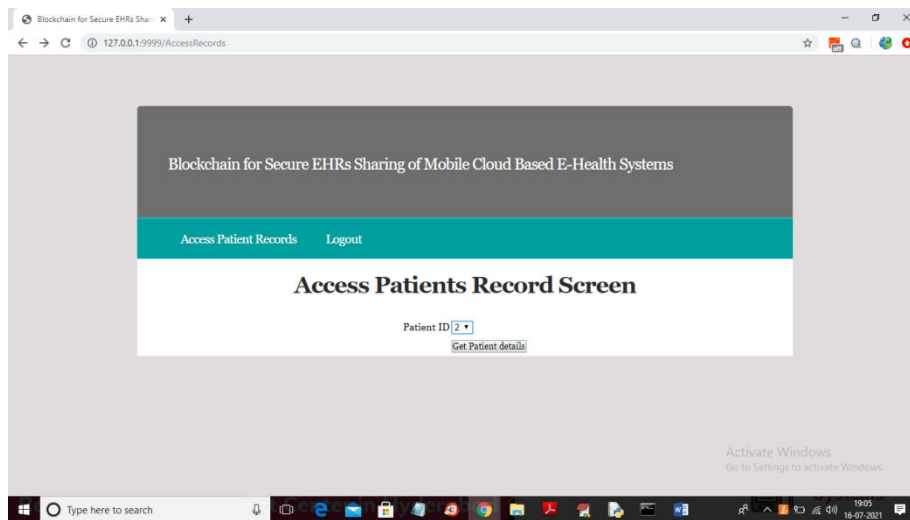 Blockchain for Secure EHRs Shar
127.0.0.1:9999/AccessRecords
Blockchain for Secure EHRs Sharing of Mobile Cloud Based E-Health Systems
Access Patient Records Logout
Access Patients Record Screen
Patient ID 2
Get Patient details
Activate Windows
Go to Settings to activate Windows.
Type here to search
19:05
16-07-2021